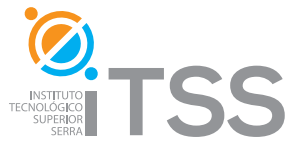 INSTITUTO
TECNOLÓGICO
SUPERIOR
SERRA
iTSS